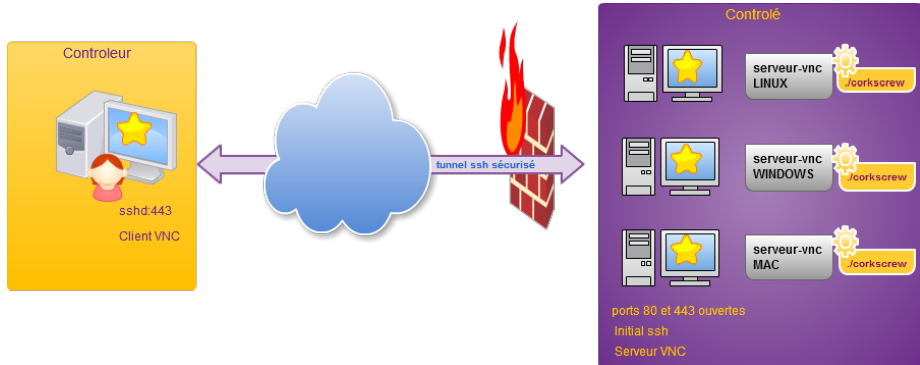 Controleur
sshd:443
Client VNC
tunnel ssh sécurisé
Controlé
serveur-vnc
LINUX
./corkscrew
serveur-vnc
WINDOWS
./corkscrew
serveur-vnc
MAC
./corkscrew
ports 80 et 443 ouvertes
Initial ssh
Serveur VNC